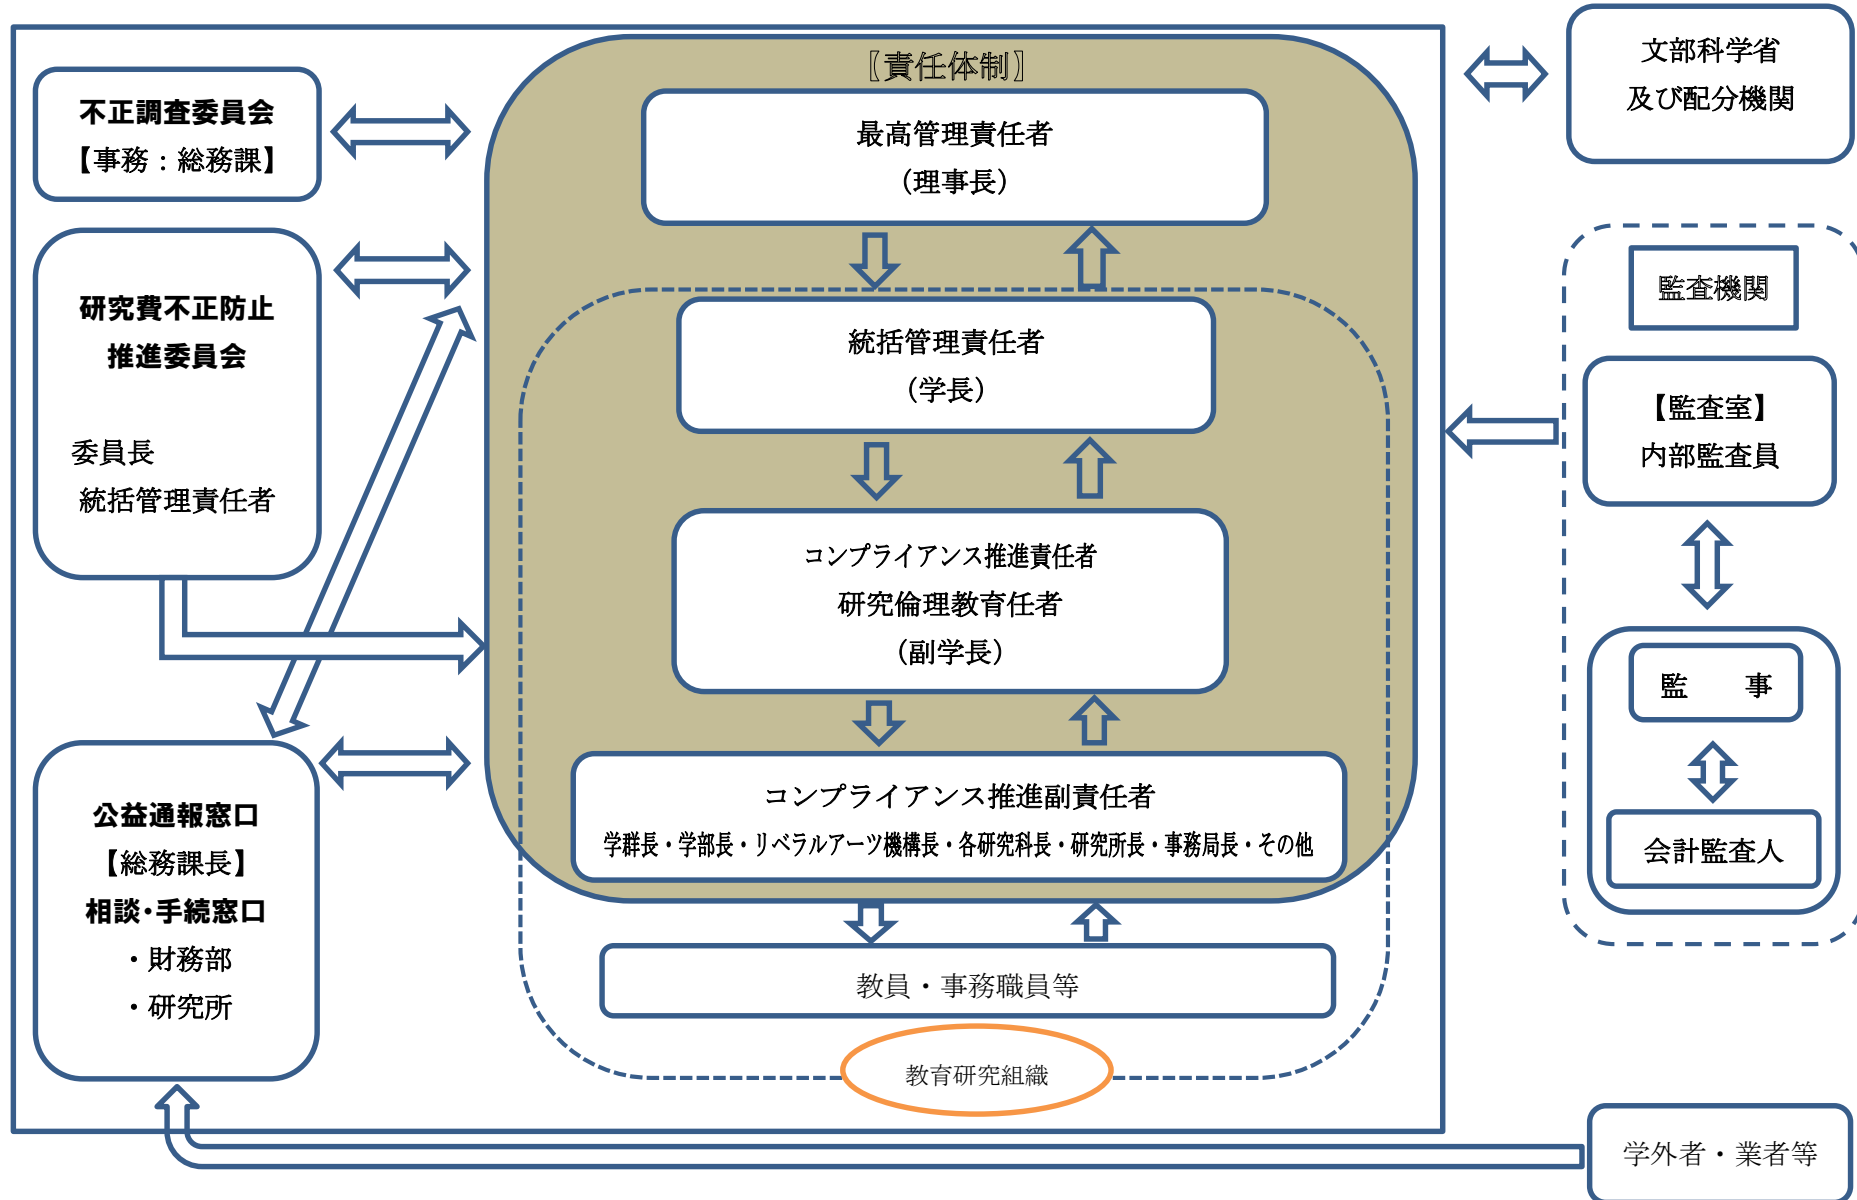 不正調査委員会
【事務：総務課】
研究費不正防止
推進委員会
委員長
統括管理責任者
公益通報窓口
【総務課長】
相談・手続窓口
・財務部
・研究所
〖責任体制〗
最高管理責任者
（理事長）
統括管理責任者
（学長）
コンプライアンス推進責任者
研究倫理教育任者
（副学長）
コンプライアンス推進副責任者
学群長・学部長・リベラルアーツ機構長・各研究科長・研究所長・事務局長・その他
教員・事務職員等
教育研究組織
文部科学省
及び配分機関
監査機関
【監査室】
内部監査員
監　　事
会計監査人
学外者・業者等